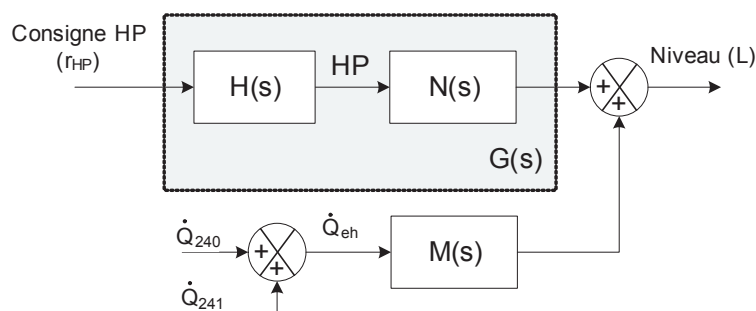 Consigne HP
(rHP)
H(s)
HP
N(s)
G(s)
+
+
Niveau (L)
Q̇240
+
+
Q̇eh
M(s)
Q̇241